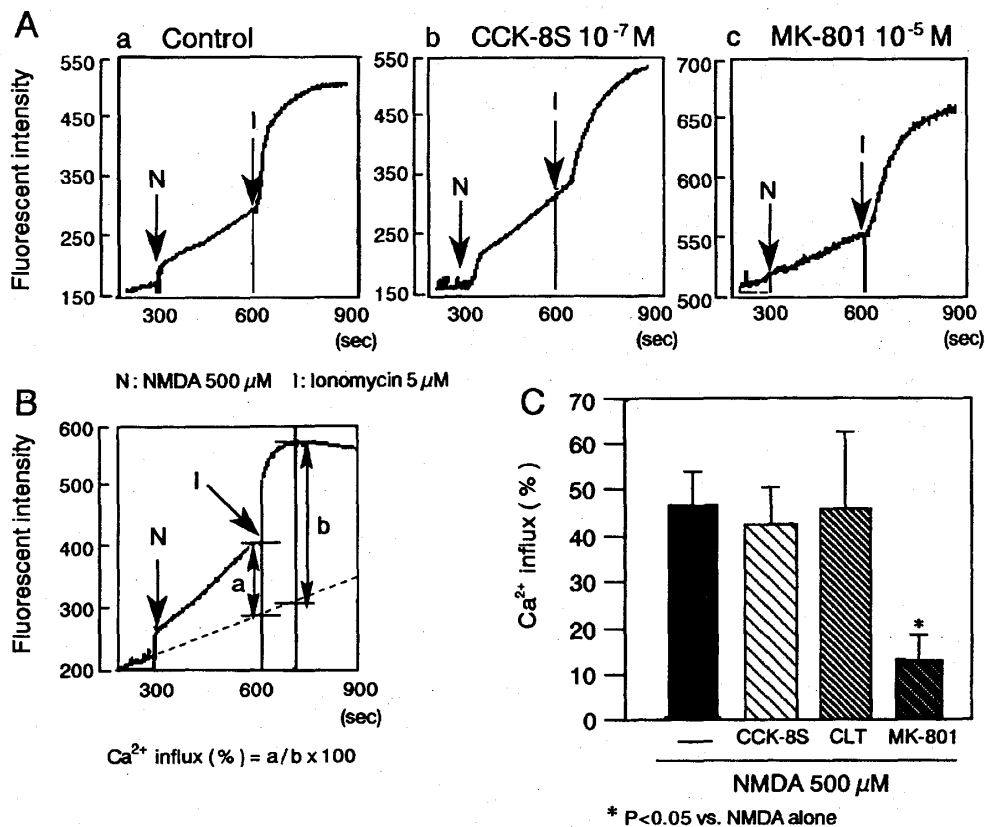 A
a Control
b CCK-8S 10⁻⁷ M
c MK-801 10⁻⁵ M
Fluorescent intensity
550
450
350
250
150
N
I
300 600 900
(sec)
550
450
350
250
150
N
I
300 600 900
(sec)
700
650
600
550
500
N
I
300 600 900
(sec)
N : NMDA 500 μM I: Ionomycin 5 μM
B
Fluorescent intensity
600
500
400
300
200
N
I
a
b
300 600 900
(sec)
Ca²⁺ influx ( % ) = a / b x 100
C
Ca²⁺ influx ( % )
70
60
50
40
30
20
10
0
*
— CCK-8S CLT MK-801
NMDA 500 μM
* P<0.05 vs. NMDA alone